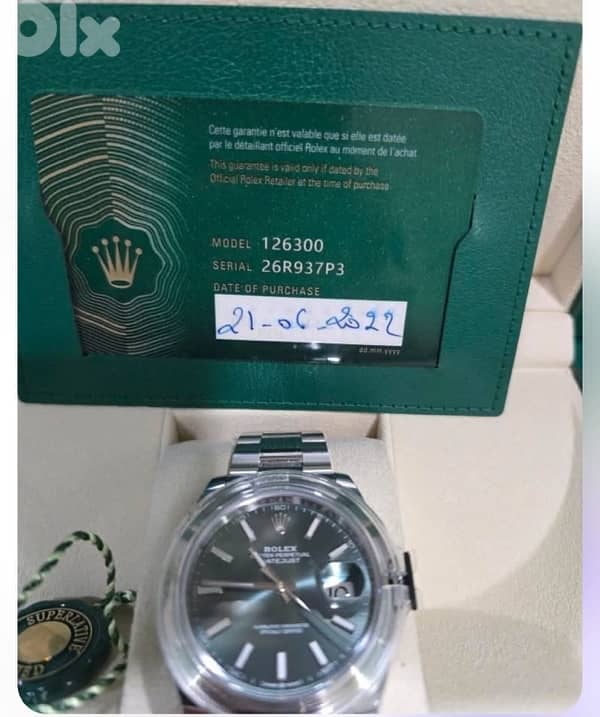 Olx
Cette garantie n'est valable que si elle est datée
par le détaillant officiel Rolex au moment de l'achat
This guarantee is valid only if dated by the
Official Rolex Retailer at the time of purchase
MODEL 126300
SERIAL 26R937P3
DATE OF PURCHASE
21-06-2022
dd.mm.yyyy
60
ROLEX
PERPETUAL
DATEJUST
10
SUPERLATIVE